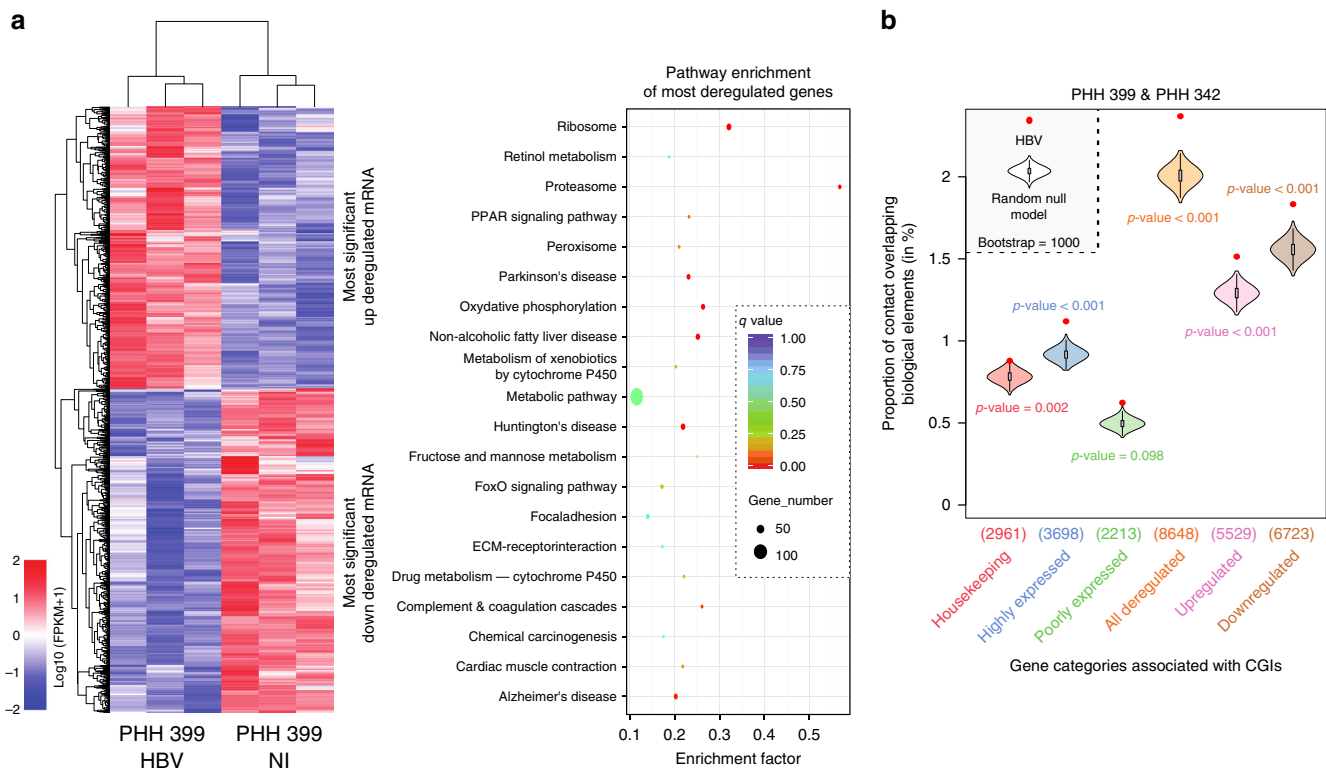 a
2
1
0
−1
−2
Log10 (FPKM+1)
Most significant
up deregulated mRNA
Most significant
down deregulated mRNA
PHH 399
HBV
PHH 399
NI
Pathway enrichment
of most deregulated genes
Ribosome
Retinol metabolism
Proteasome
PPAR signaling pathway
Peroxisome
Parkinson's disease
Oxydative phosphorylation
Non-alcoholic fatty liver disease
Metabolism of xenobiotics
by cytochrome P450
Metabolic pathway
Huntington's disease
Fructose and mannose metabolism
FoxO signaling pathway
Focaladhesion
ECM-receptorinteraction
Drug metabolism — cytochrome P450
Complement & coagulation cascades
Chemical carcinogenesis
Cardiac muscle contraction
Alzheimer's disease
0.1 0.2 0.3 0.4 0.5
Enrichment factor
q value
1.00
0.75
0.50
0.25
0.00
Gene_number
50
100
b
PHH 399 & PHH 342
Proportion of contact overlapping
biological elements (in %)
2
1.5
1
0.5
0
HBV
Random null
model
Bootstrap = 1000
p-value = 0.002
p-value < 0.001
p-value = 0.098
p-value < 0.001
p-value < 0.001
p-value < 0.001
(2961) (3698) (2213) (8648) (5529) (6723)
Housekeeping
Highly expressed
Poorly expressed
All deregulated
Upregulated
Downregulated
Gene categories associated with CGIs